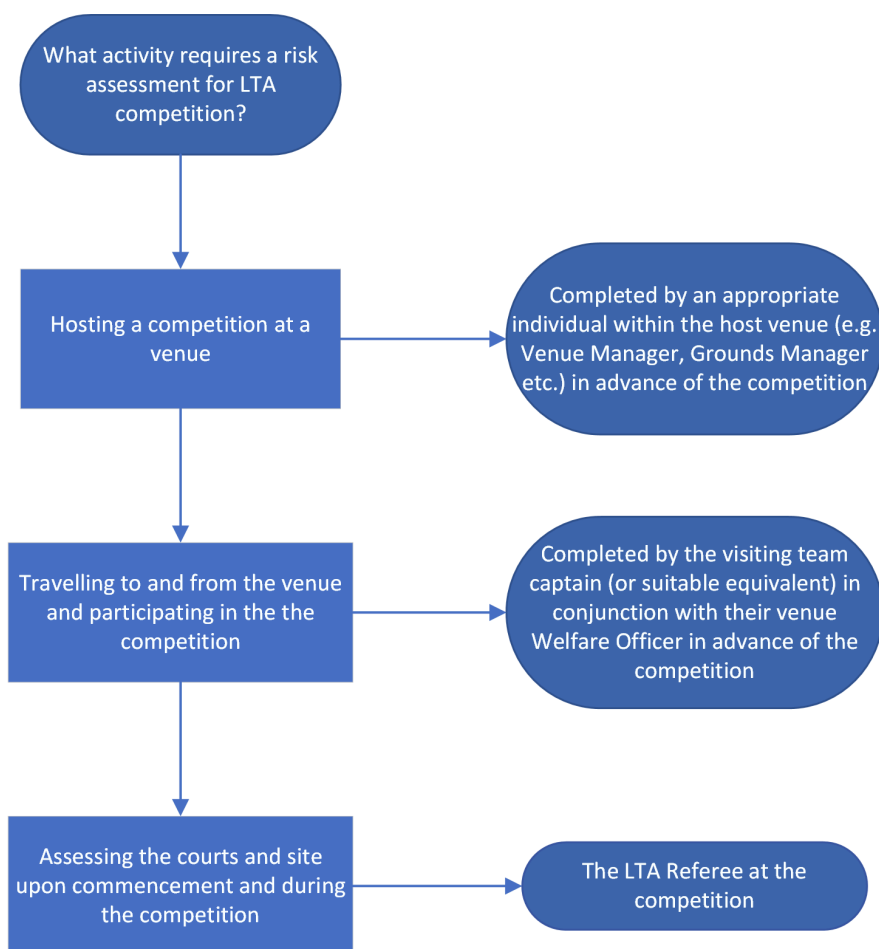 What activity requires a risk
assessment for LTA
competition?
Hosting a competition at a
venue
Completed by an appropriate
individual within the host venue (e.g.
Venue Manager, Grounds Manager
etc.) in advance of the competition
Travelling to and from the venue
and participating in the the
competition
Completed by the visiting team
captain (or suitable equivalent) in
conjunction with their venue
Welfare Officer in advance of the
competition
Assessing the courts and site
upon commencement and during
the competition
The LTA Referee at the
competition